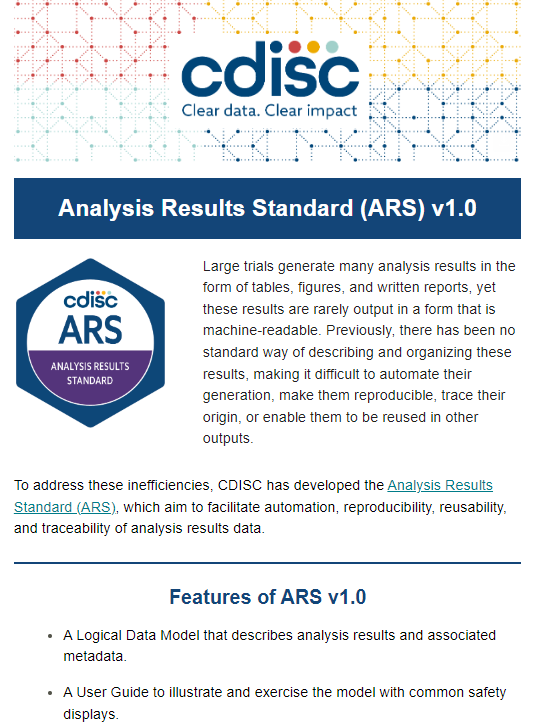 cdisc
Clear data. Clear impact
Analysis Results Standard (ARS) v1.0
cdisc
ARS
ANALYSIS RESULTS
STANDARD
Large trials generate many analysis results in the
form of tables, figures, and written reports, yet
these results are rarely output in a form that is
machine-readable. Previously, there has been no
standard way of describing and organizing these
results, making it difficult to automate their
generation, make them reproducible, trace their
origin, or enable them to be reused in other
outputs.
To address these inefficiencies, CDISC has developed the Analysis Results
Standard (ARS), which aim to facilitate automation, reproducibility, reusability,
and traceability of analysis results data.
Features of ARS v1.0
• A Logical Data Model that describes analysis results and associated
metadata.
• A User Guide to illustrate and exercise the model with common safety
displays.